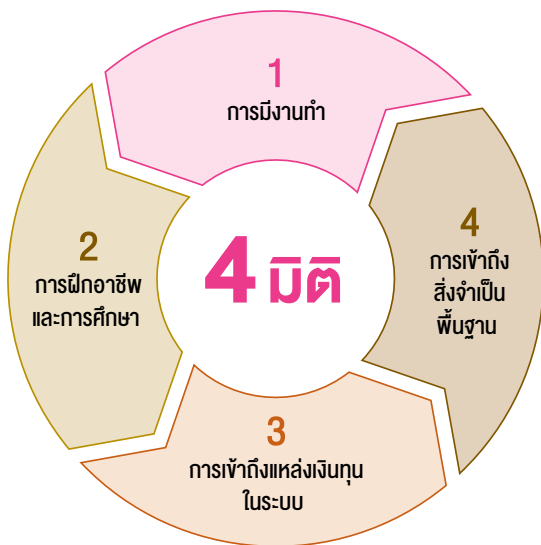 1
การมีงานทำ
2
การฝึกอาชีพ
และการศึกษา
4 มิติ
4
การเข้าถึง
สิ่งจำเป็น
พื้นฐาน
3
การเข้าถึงแหล่งเงินทุน
ในระบบ